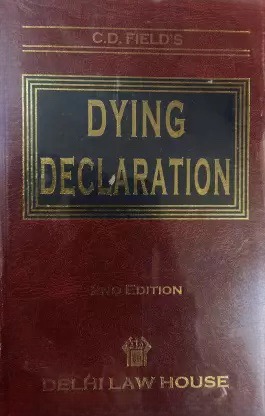 C.D. FIELD'S
DYING
DECLARATION
2ND EDITION
DELHI LAW HOUSE